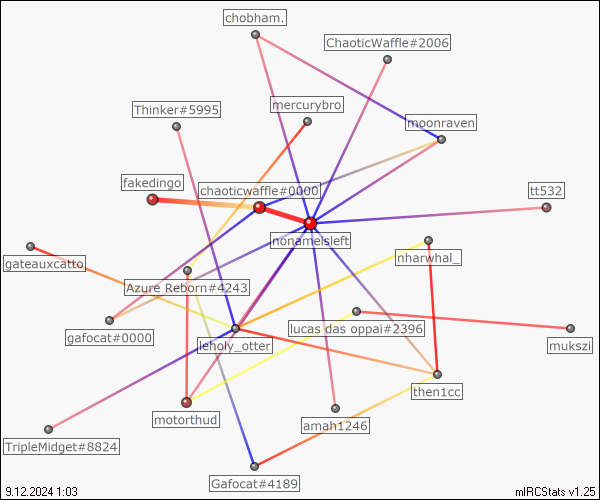 chobham.
ChaoticWaffle#2006
mercurybro
Thinker#5995
moonraven
fakedingo
chaoticwaffle#0000
tt532
nonameisleft
nharwhal_
gateauxcatto
Azure Reborn#4243
lucas das oppai#2396
gafocat#0000
leholy_otter
mukszi
then1cc
motorthud
amah1246
TripleMidget#8824
Gafocat#4189
9.12.2024 1:03
mIRCStats v1.25